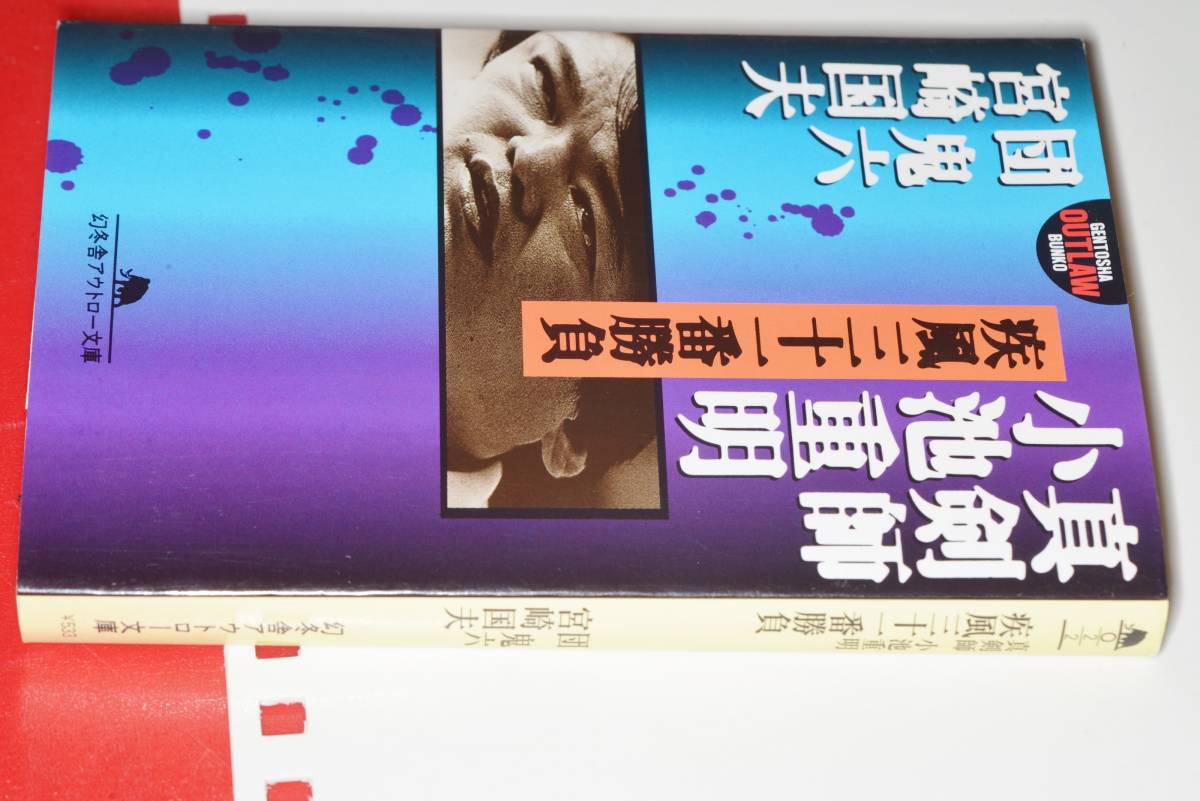 真剣師
小池重明
疾風三十一番勝負
団鬼六
宮崎国夫
GENTOSHA
OUTLAW
BUNKO
幻冬舎アウトロー文庫
真剣師
小池重明
疾風三十一番勝負
団鬼六
宮崎国夫
幻冬舎アウトロー文庫
¥533